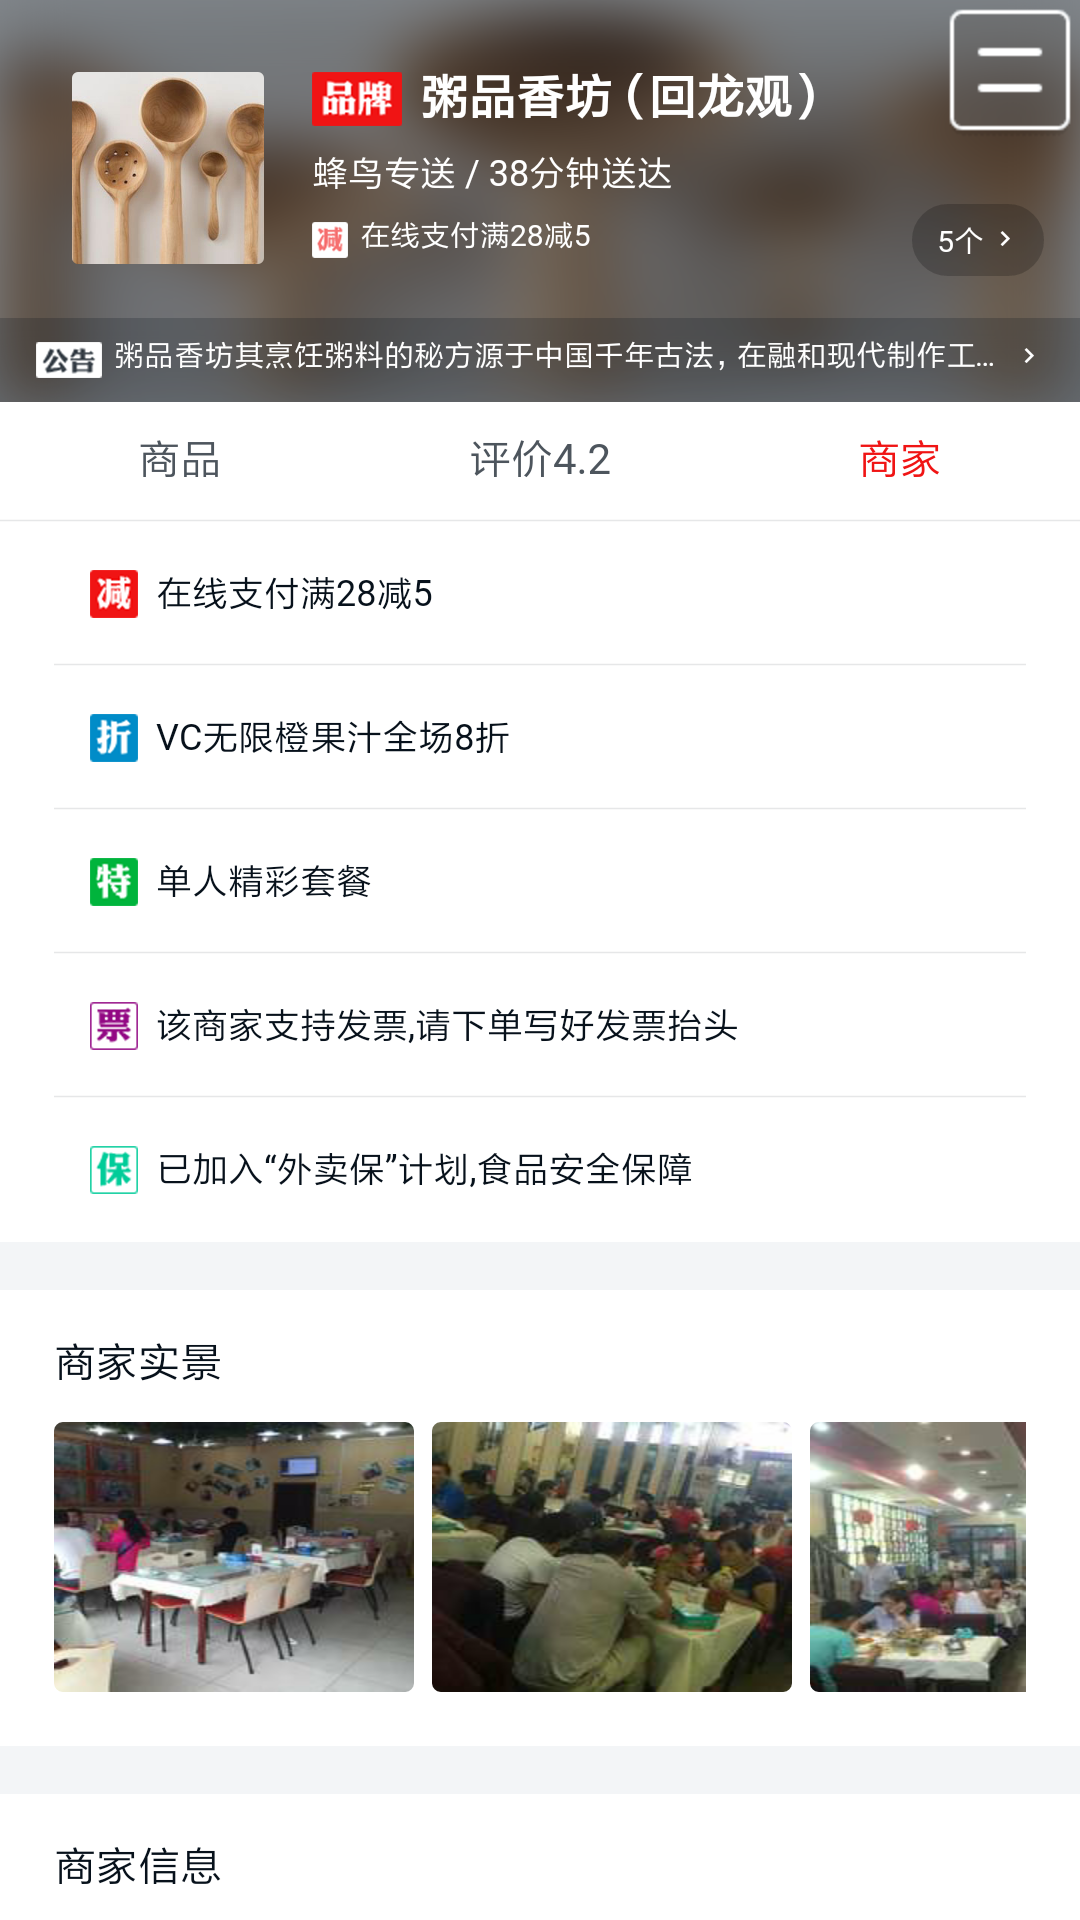 品牌 粥品香坊（回龙观）
蜂鸟专送 / 38分钟送达
减 在线支付满28减5
5个
公告 粥品香坊其烹饪粥料的秘方源于中国千年古法，在融和现代制作工...
商品 评价4.2 商家
减 在线支付满28减5
折 VC无限橙果汁全场8折
特 单人精彩套餐
票 该商家支持发票,请下单写好发票抬头
保 已加入“外卖保”计划,食品安全保障
商家实景
商家信息